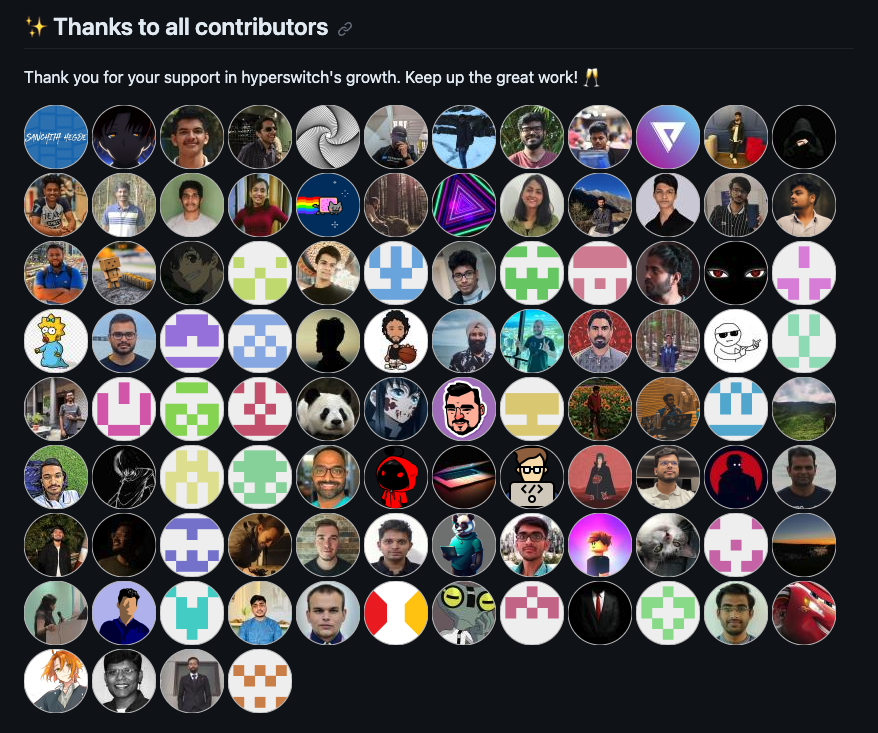 ✨ Thanks to all contributors
Thank you for your support in hyperswitch's growth. Keep up the great work! 🥂
SANCHITH HEGDE